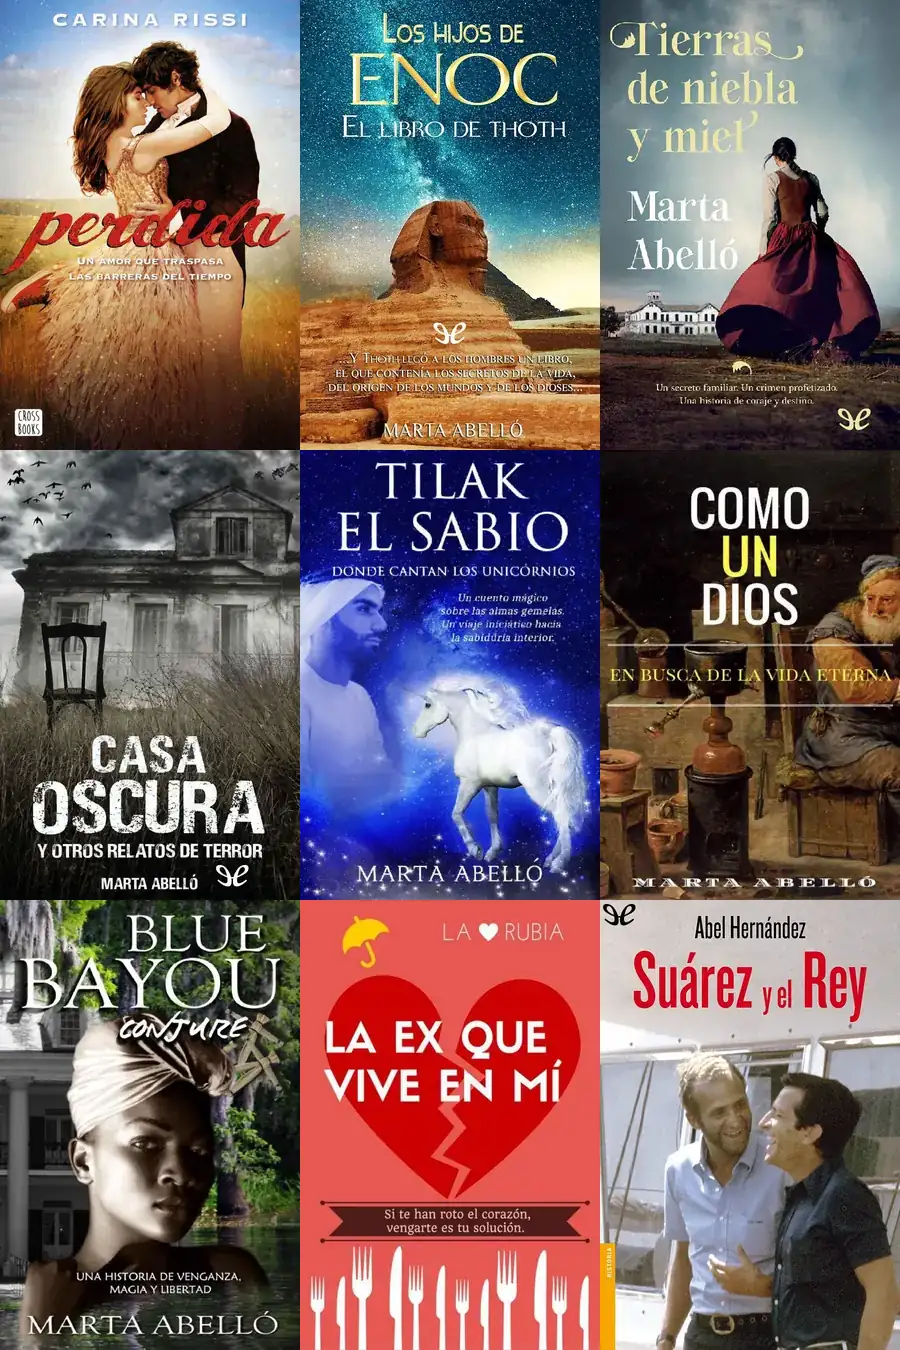 CARINA RISSI
perdida
UN AMOR QUE TRASPASA
LAS BARRERAS DEL TIEMPO
CROSS
BOOKS
LOS HIJOS DE
ENOC
EL LIBRO DE THOTH
...Y THOTH LEGÓ A LOS HOMBRES UN LIBRO,
EL QUE CONTENÍA LOS SECRETOS DE LA VIDA,
DEL ORIGEN DE LOS MUNDOS Y DE LOS DIOSES...
MARTA ABELLÓ
Tierras
de niebla
y miel
Marta
Abelló
Un secreto familiar. Un crimen profetizado.
Una historia de coraje y destino.
CASA
OSCURA
Y OTROS RELATOS DE TERROR
MARTA ABELLÓ
TILAK
EL SABIO
DONDE CANTAN LOS UNICORNIOS
Un cuento mágico
sobre las almas gemelas.
Un viaje iniciático hacia
la sabiduría interior.
MARTA ABELLÓ
COMO
UN
DIOS
EN BUSCA DE LA VIDA ETERNA
MARTA ABELLÓ
BLUE
BAYOU
CONJURE
UNA HISTORIA DE VENGANZA,
MAGIA Y LIBERTAD
MARTA ABELLÓ
LA RUBIA
LA EX QUE
VIVE EN MÍ
Si te han roto el corazón,
vengarte es tu solución.
Abel Hernández
Suárez y el Rey
HISTORIA